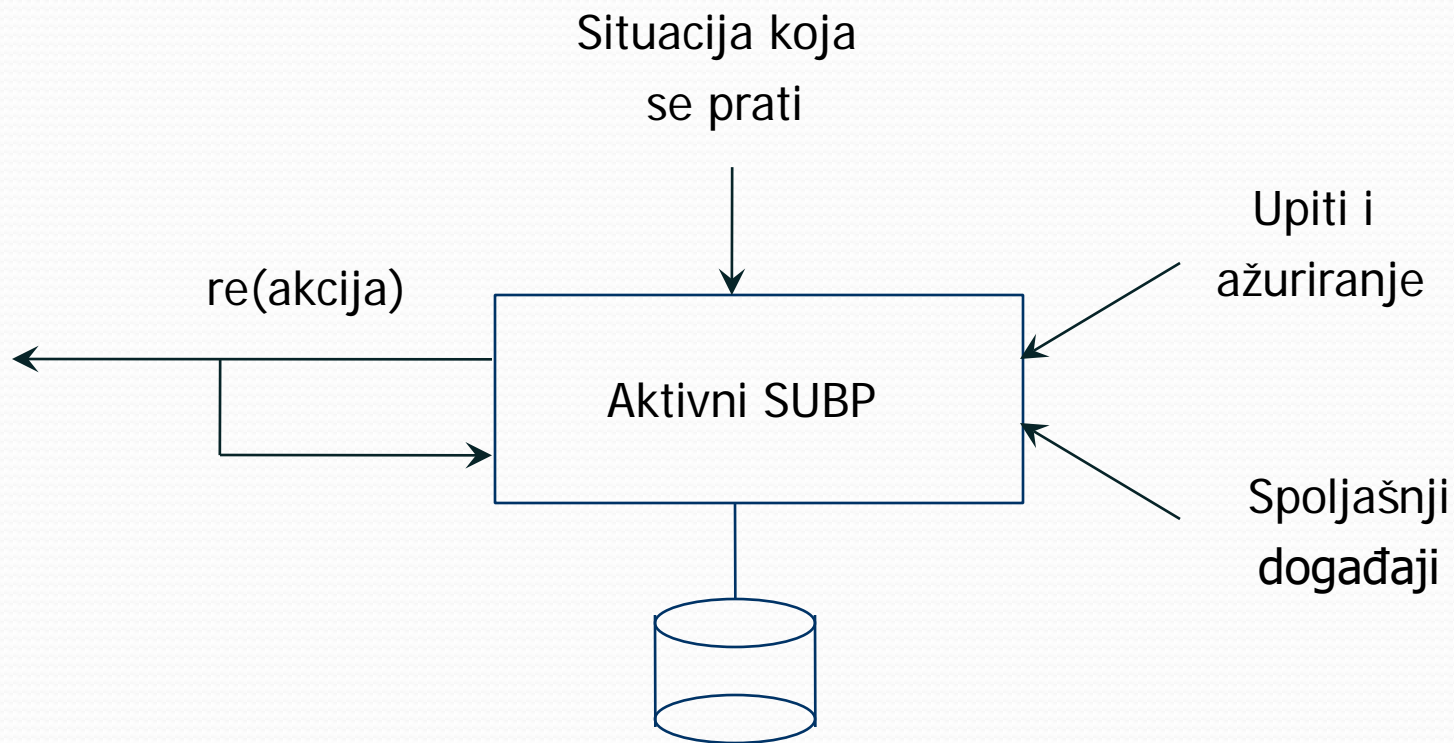 Situacija koja
se prati
Upiti i
ažuriranje
re(akcija)
Aktivni SUBP
Spoljašnji
događaji